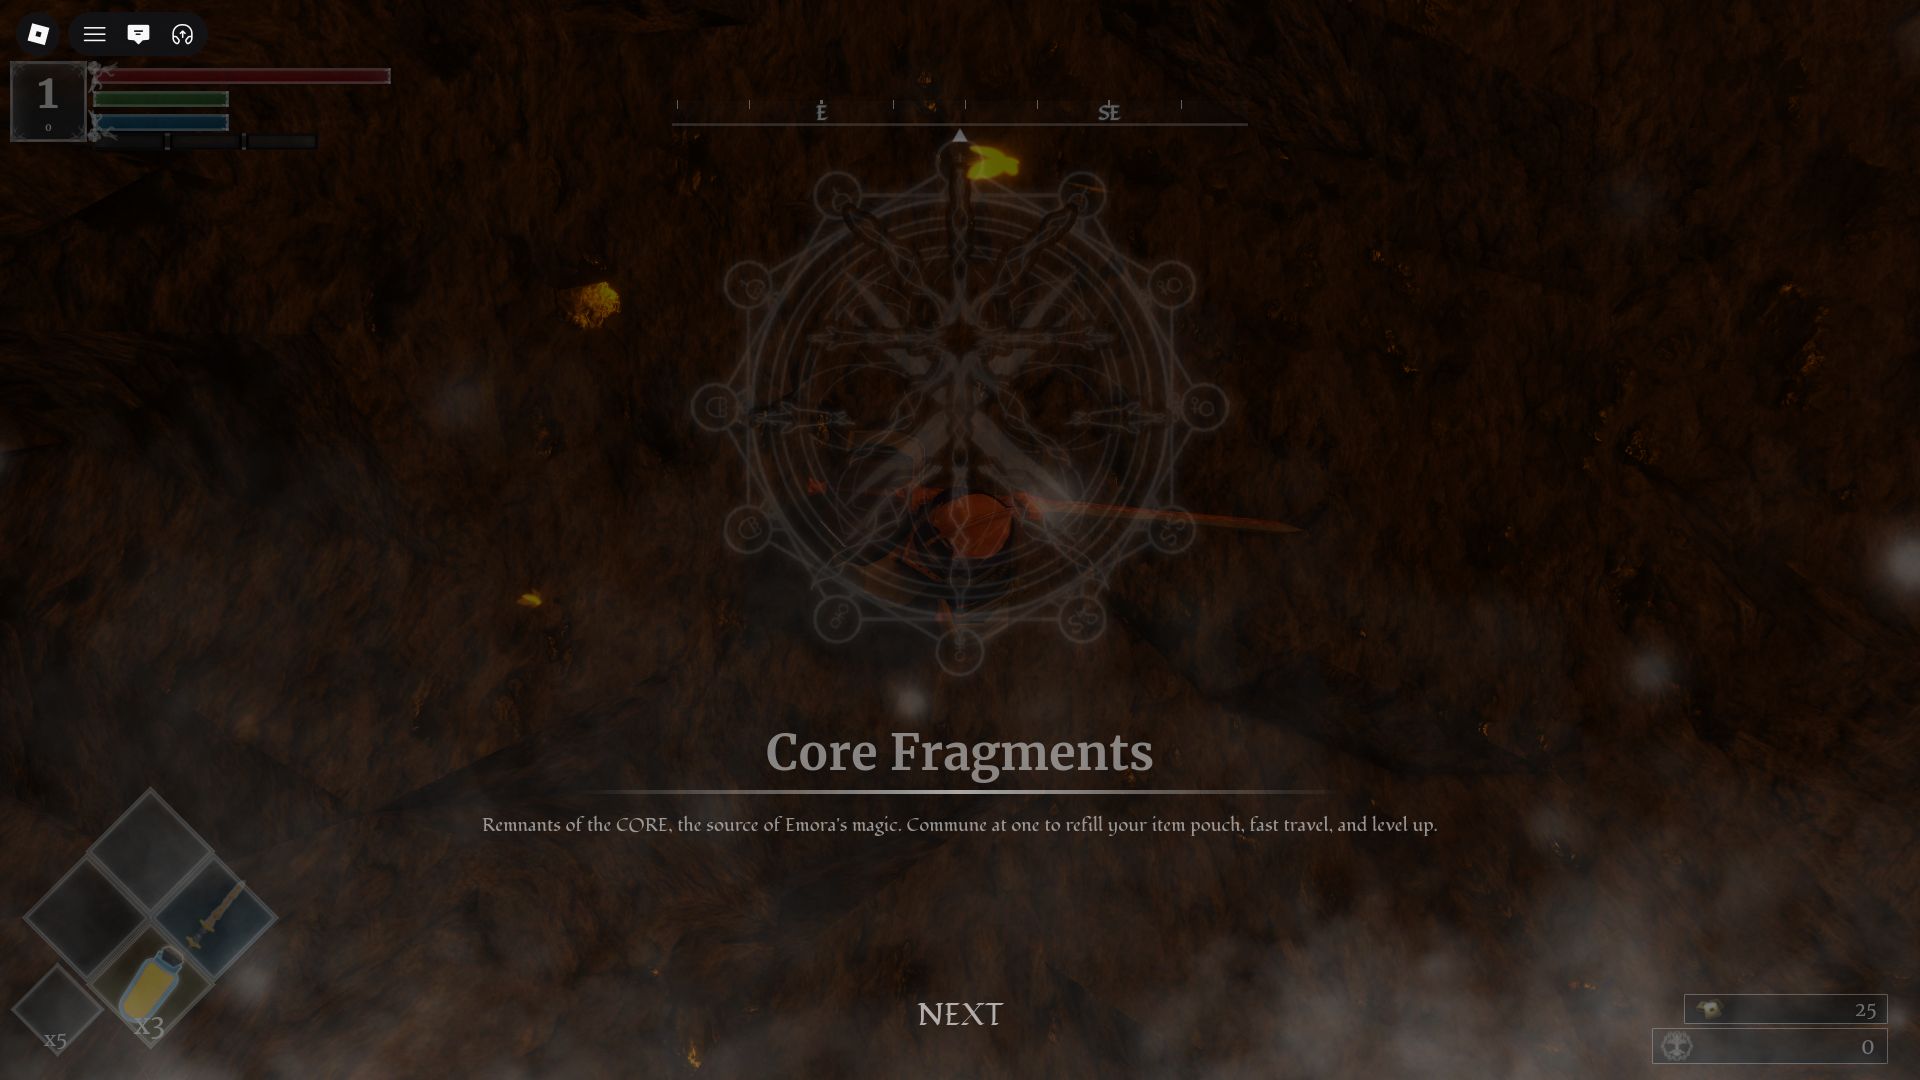 1
0
E
SE
Core Fragments
Remnants of the CORE, the source of Emora's magic. Commune at one to refill your item pouch, fast travel, and level up.
x3
x5
NEXT
25
0